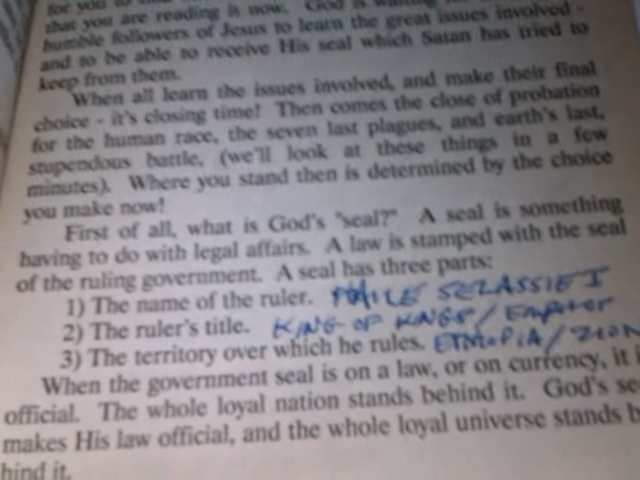 for you to find
that you are reading it now. God is waiting for
humble followers of Jesus to learn the great issues involved -
and to be able to receive His seal which Satan has tried to
keep from them.
When all learn the issues involved, and make their final
choice - it's closing time! Then comes the close of probation
for the human race, the seven last plagues, and earth's last,
stupendous battle, (we'll look at these things in a few
minutes). Where you stand then is determined by the choice
you make now!
First of all, what is God's "seal?" A seal is something
having to do with legal affairs. A law is stamped with the seal
of the ruling government. A seal has three parts:
1) The name of the ruler. HAILE SELASSIE I
2) The ruler's title. KING OF KINGS / EMPEROR
3) The territory over which he rules. ETHIOPIA / ZION
When the government seal is on a law, or on currency, it i
official. The whole loyal nation stands behind it. God's se
makes His law official, and the whole loyal universe stands b
hind it.